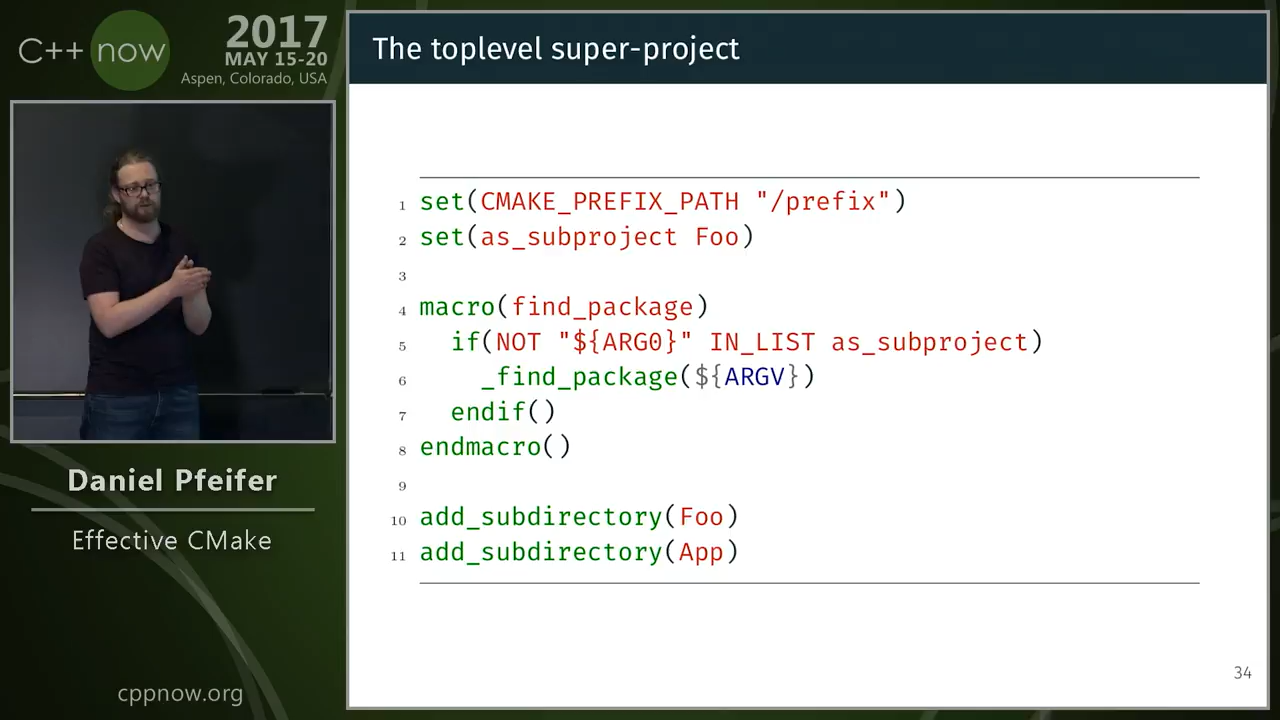 C++ now
2017
MAY 15-20
Aspen, Colorado, USA
Daniel Pfeifer
Effective CMake
cppnow.org
The toplevel super-project
1 set(CMAKE_PREFIX_PATH "/prefix")
2 set(as_subproject Foo)
3
4 macro(find_package)
5 if(NOT "${ARG0}" IN_LIST as_subproject)
6 _find_package(${ARGV})
7 endif()
8 endmacro()
9
10 add_subdirectory(Foo)
11 add_subdirectory(App)
34